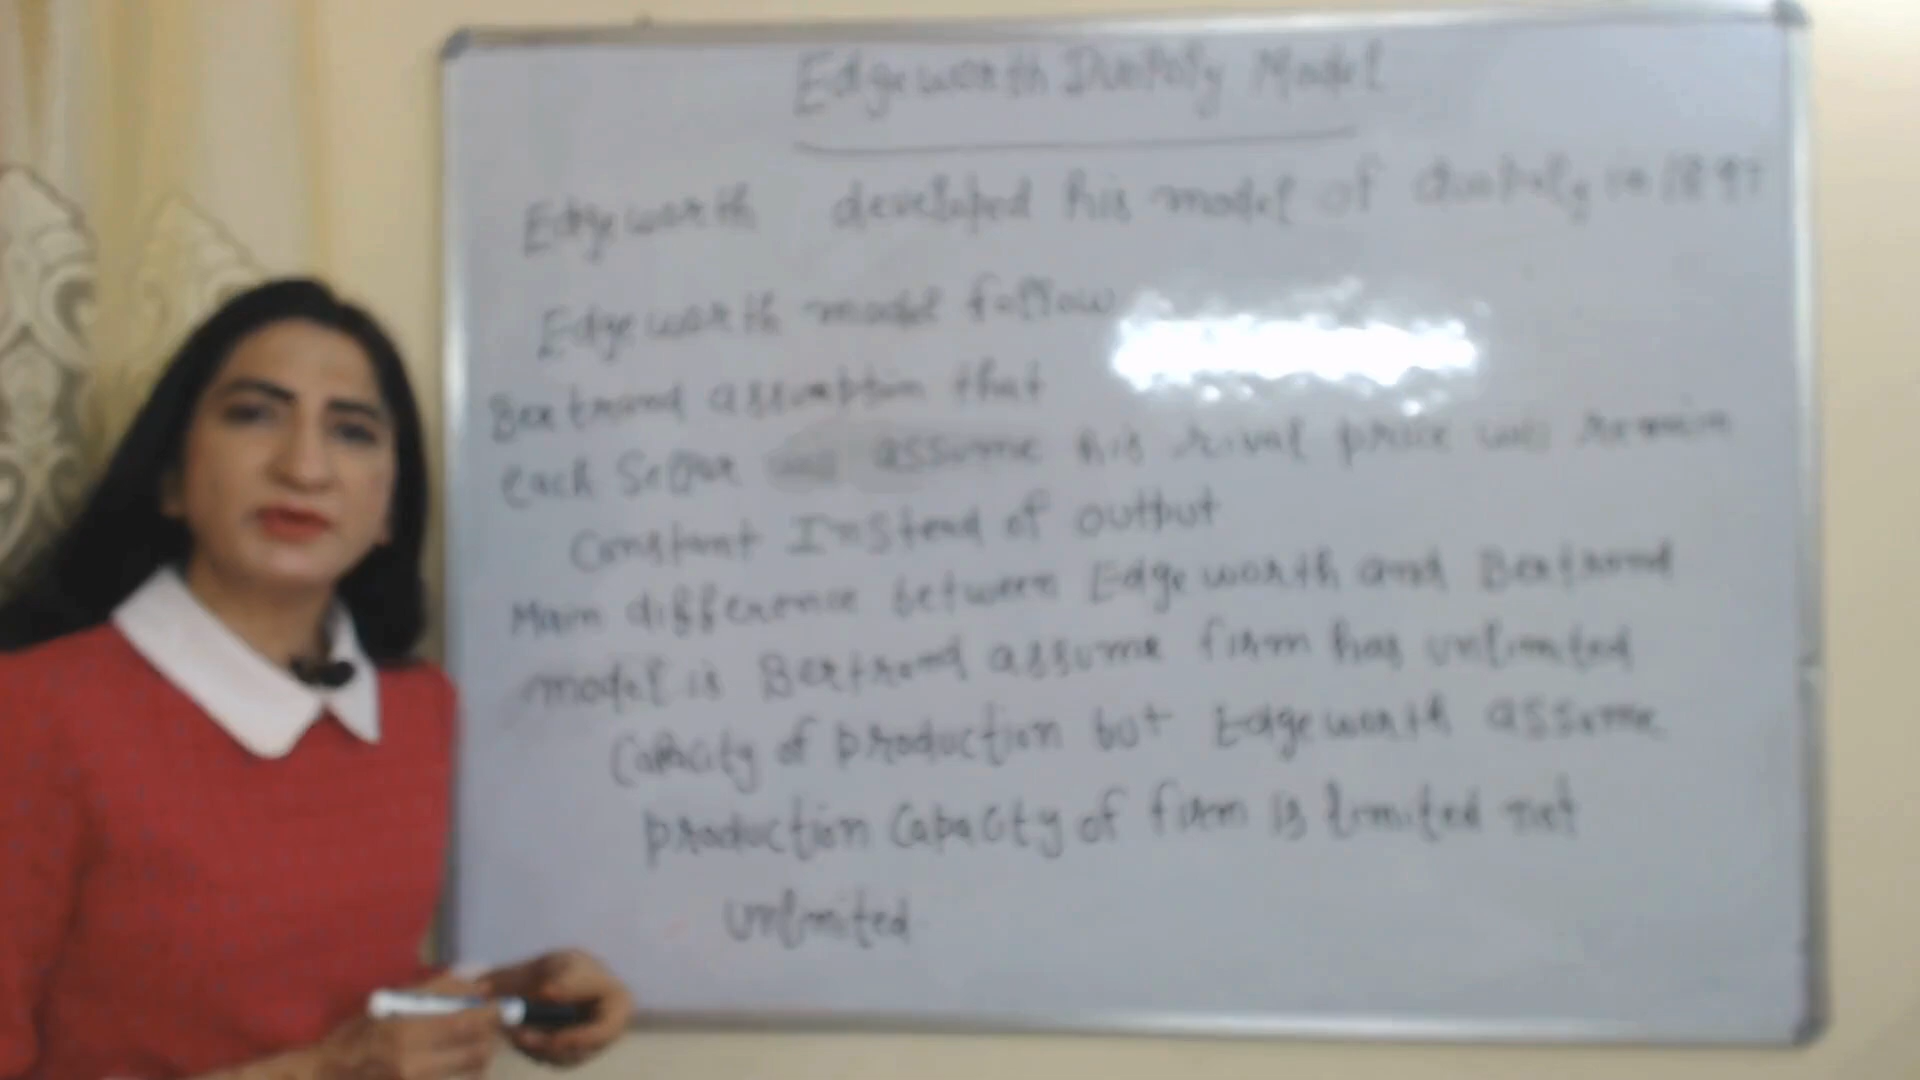 Edgeworth Duopoly Model
Edgeworth developed his model of duopoly in 1897
Edgeworth model follow
Bertrand assumption that
each Seller assume his rival price will remain
Constant Instead of output
Main difference between Edgeworth and Bertrand
model is Bertrand assume firm has unlimited
Capacity of production but Edgeworth assume
production Capacity of firm is limited not
unlimited